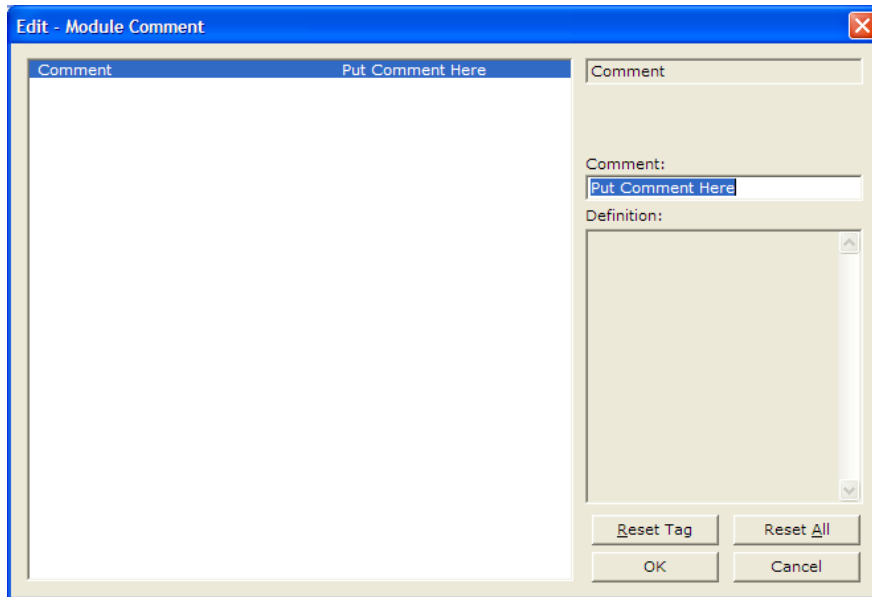 Edit - Module Comment
Comment Put Comment Here
Comment
Comment:
Put Comment Here
Definition:
Reset Tag Reset All
OK Cancel